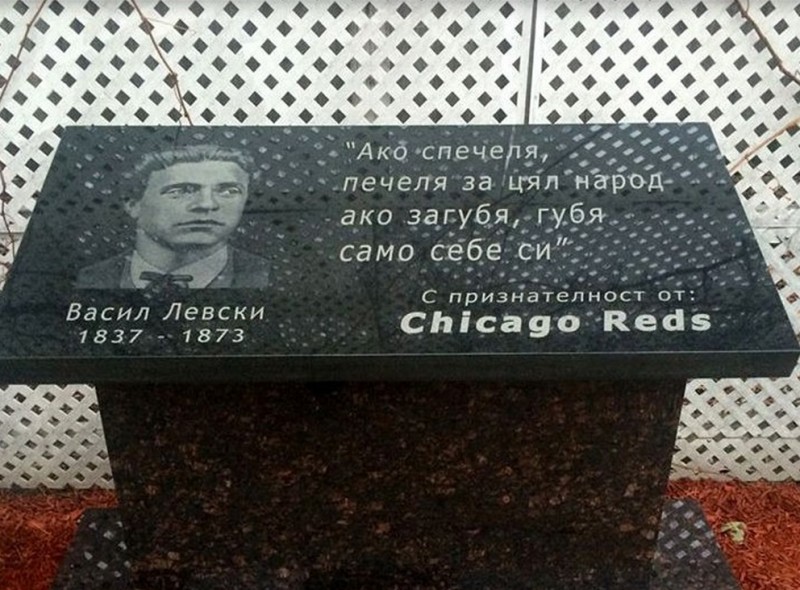 "Ако спечеля,
печеля за цял народ
ако загубя, губя
само себе си"
Васил Левски
1837 - 1873
С признателност от:
Chicago Reds